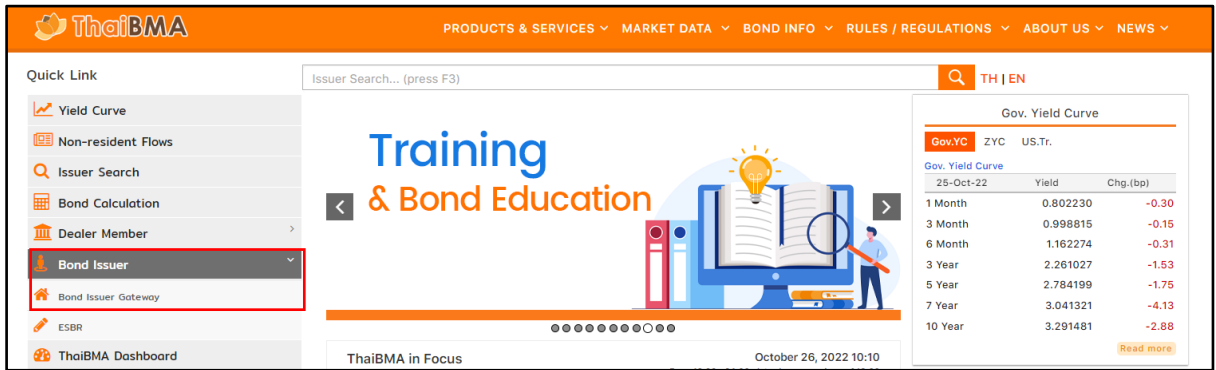 ThaiBMA
PRODUCTS & SERVICES MARKET DATA BOND INFO RULES / REGULATIONS ABOUT US NEWS
Quick Link
Issuer Search... (press F3)
TH | EN
Yield Curve
Non-resident Flows
Issuer Search
Bond Calculation
Dealer Member
Bond Issuer
Bond Issuer Gateway
ESBR
ThaiBMA Dashboard
Training
& Bond Education
ThaiBMA in Focus
October 26, 2022 10:10
Gov. Yield Curve
Gov.YC ZYC US.Tr.
Gov. Yield Curve
25-Oct-22 Yield Chg.(bp)
1 Month 0.802230 -0.30
3 Month 0.998815 -0.15
6 Month 1.162274 -0.31
3 Year 2.261027 -1.53
5 Year 2.784199 -1.75
7 Year 3.041321 -4.13
10 Year 3.291481 -2.88
Read more